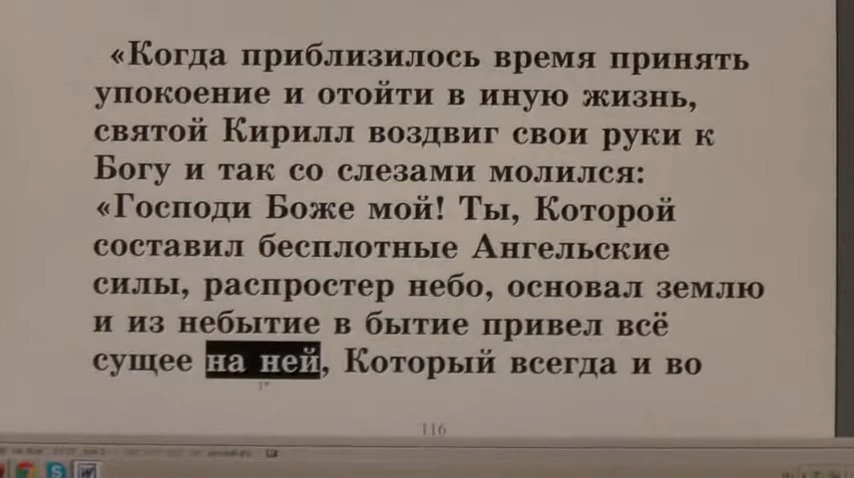 «Когда приблизилось время принять
упокоение и отойти в иную жизнь,
святой Кирилл воздвиг свои руки к
Богу и так со слезами молился:
«Господи Боже мой! Ты, Которой
составил бесплотные Ангельские
силы, распростер небо, основал землю
и из небытие в бытие привел всё
сущее на ней, Который всегда и во
116